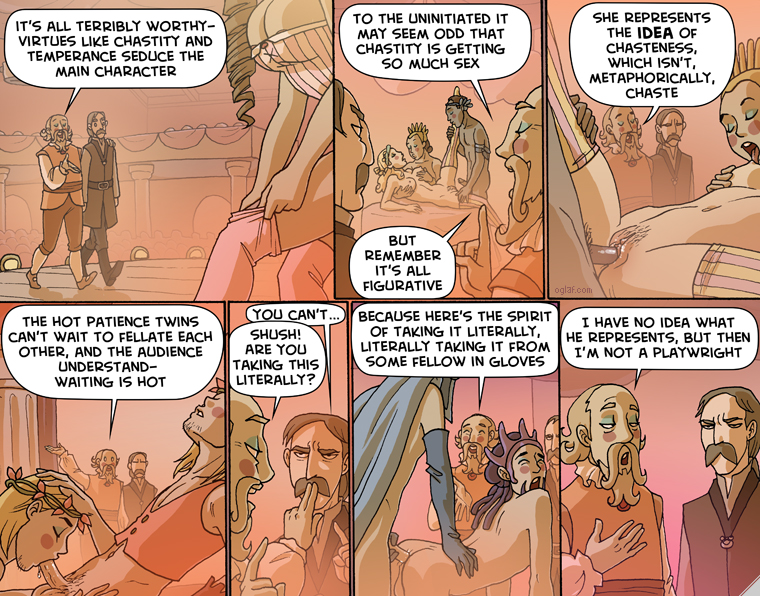 IT'S ALL TERRIBLY WORTHY-
VIRTUES LIKE CHASTITY AND
TEMPERANCE SEDUCE THE
MAIN CHARACTER
TO THE UNINITIATED IT
MAY SEEM ODD THAT
CHASTITY IS GETTING
SO MUCH SEX
BUT
REMEMBER
IT'S ALL
FIGURATIVE
SHE REPRESENTS
THE IDEA OF
CHASTENESS,
WHICH ISN'T,
METAPHORICALLY,
CHASTE
oglaf.com
THE HOT PATIENCE TWINS
CAN'T WAIT TO FELLATE EACH
OTHER, AND THE AUDIENCE
UNDERSTAND-
WAITING IS HOT
YOU CAN'T...
SHUSH!
ARE YOU
TAKING THIS
LITERALLY?
BECAUSE HERE'S THE SPIRIT
OF TAKING IT LITERALLY,
LITERALLY TAKING IT FROM
SOME FELLOW IN GLOVES
I HAVE NO IDEA WHAT
HE REPRESENTS, BUT THEN
I'M NOT A PLAYWRIGHT